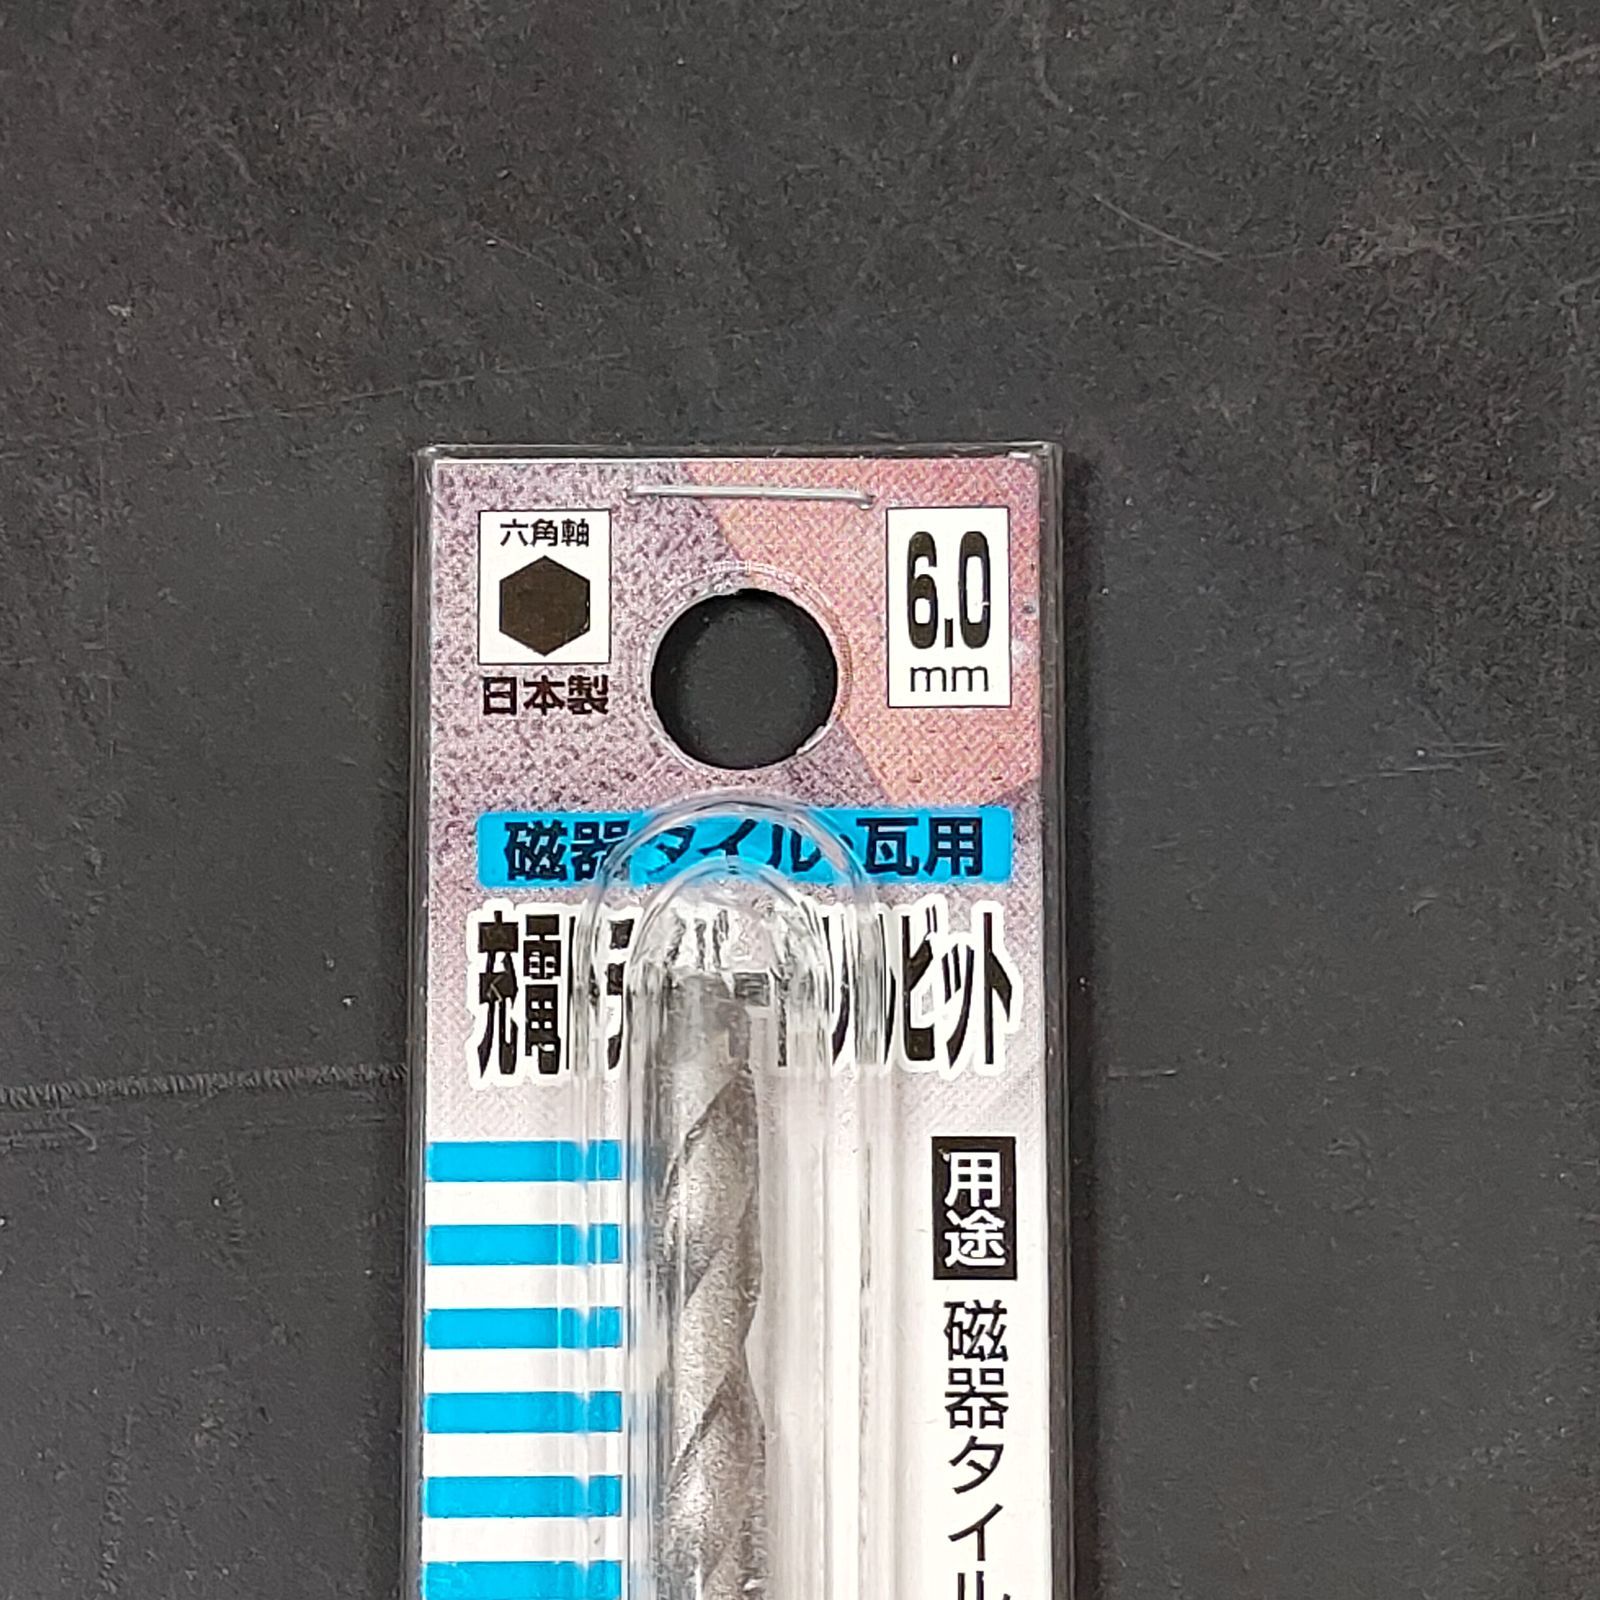 六角軸
日本製
6.0
mm
磁器タイル・瓦用
充電ドライバードリルビット
用途
磁器タイル